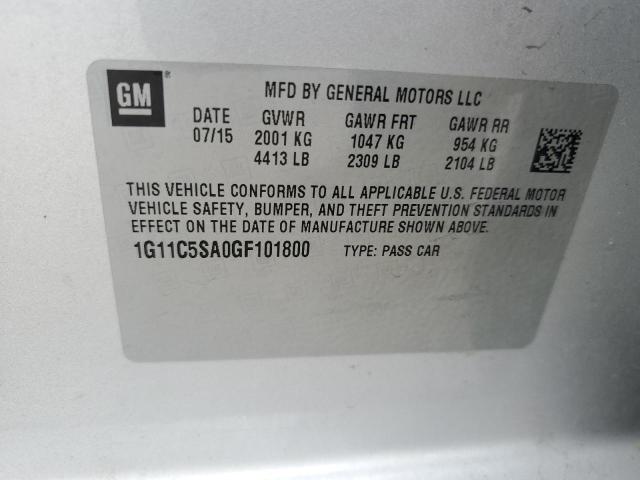 GM®
MFD BY GENERAL MOTORS LLC
DATE GVWR GAWR FRT GAWR RR
07/15 2001 KG 1047 KG 954 KG
4413 LB 2309 LB 2104 LB
THIS VEHICLE CONFORMS TO ALL APPLICABLE U.S. FEDERAL MOTOR
VEHICLE SAFETY, BUMPER, AND THEFT PREVENTION STANDARDS IN
EFFECT ON THE DATE OF MANUFACTURE SHOWN ABOVE.
1G11C5SA0GF101800 TYPE: PASS CAR